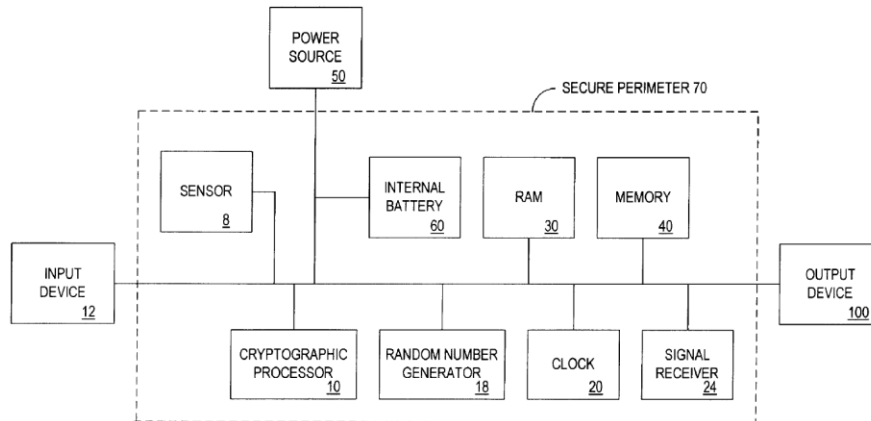 POWER
SOURCE
50
SECURE PERIMETER 70
SENSOR
8
INTERNAL
BATTERY
60
RAM
30
MEMORY
40
INPUT
DEVICE
12
OUTPUT
DEVICE
100
CRYPTOGRAPHIC
PROCESSOR
10
RANDOM NUMBER
GENERATOR
18
CLOCK
20
SIGNAL
RECEIVER
24